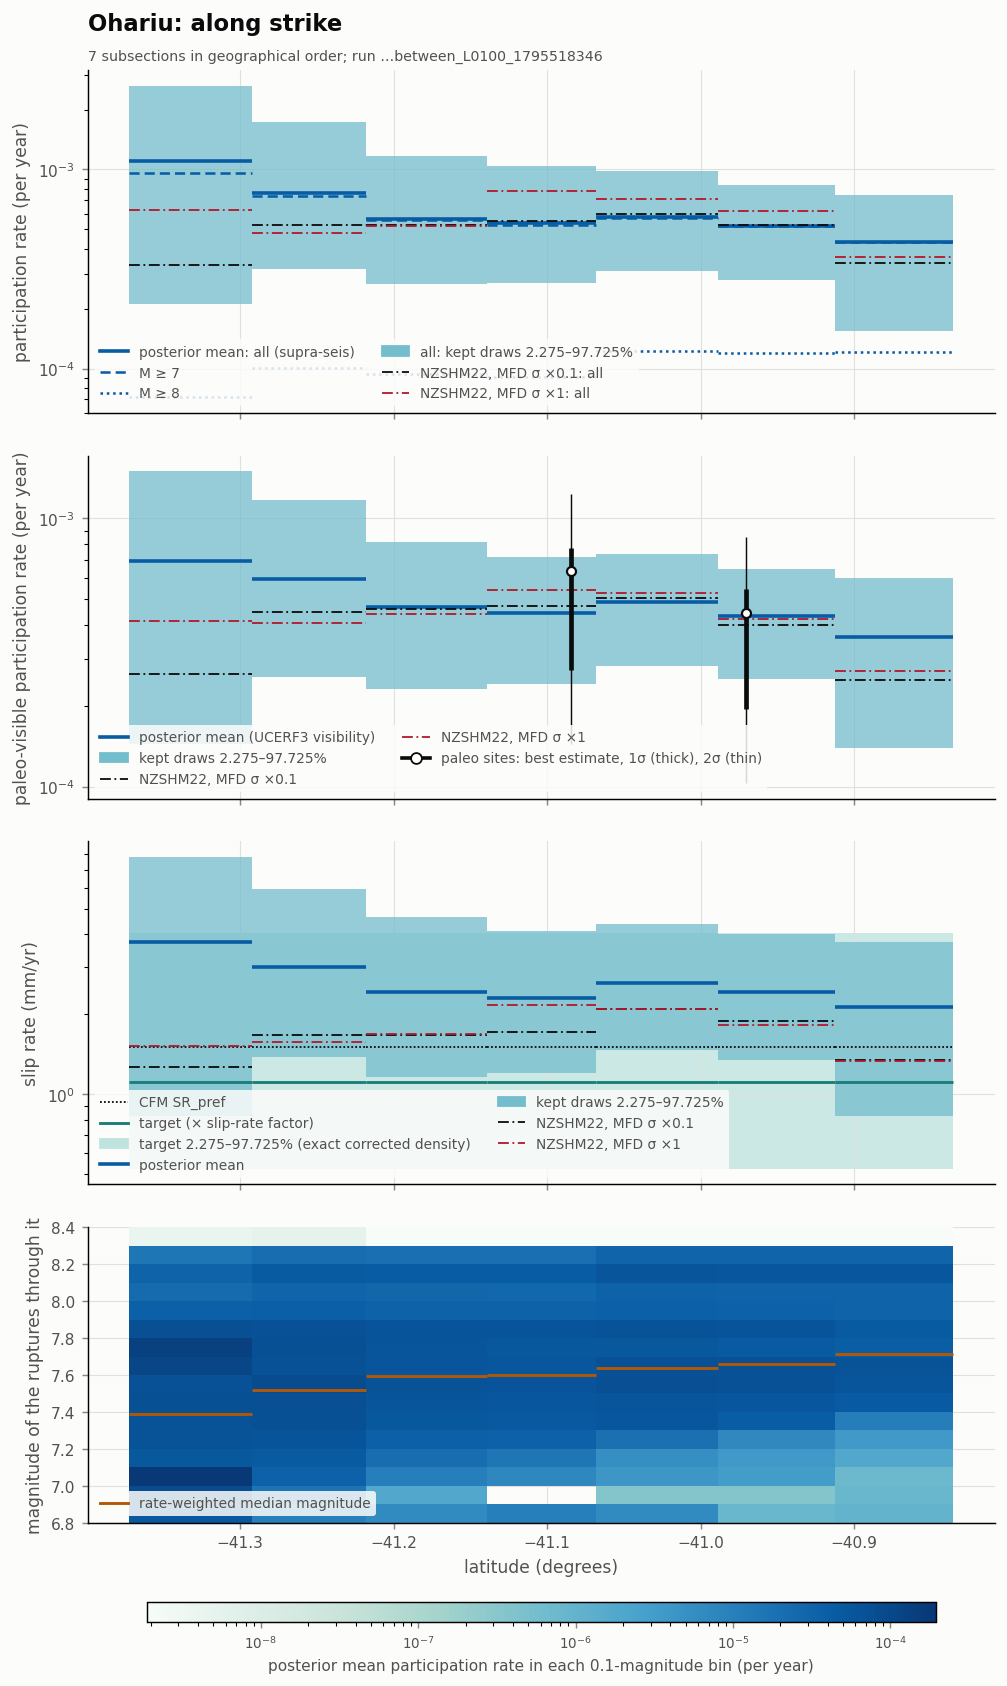 Ohariu: along strike
7 subsections in geographical order; run ...between_L0100_1795518346
participation rate (per year)
10⁻³
10⁻⁴
posterior mean: all (supra-seis)
M ≥ 7
M ≥ 8
all: kept draws 2.275–97.725%
NZSHM22, MFD σ ×0.1: all
NZSHM22, MFD σ ×1: all
paleo-visible participation rate (per year)
10⁻³
10⁻⁴
posterior mean (UCERF3 visibility)
kept draws 2.275–97.725%
NZSHM22, MFD σ ×0.1
NZSHM22, MFD σ ×1
paleo sites: best estimate, 1σ (thick), 2σ (thin)
slip rate (mm/yr)
10⁰
CFM SR_pref
target (× slip-rate factor)
target 2.275–97.725% (exact corrected density)
posterior mean
kept draws 2.275–97.725%
NZSHM22, MFD σ ×0.1
NZSHM22, MFD σ ×1
magnitude of the ruptures through it
8.4
8.2
8.0
7.8
7.6
7.4
7.2
7.0
6.8
rate-weighted median magnitude
−41.3 −41.2 −41.1 −41.0 −40.9
latitude (degrees)
10⁻⁸ 10⁻⁷ 10⁻⁶ 10⁻⁵ 10⁻⁴
posterior mean participation rate in each 0.1-magnitude bin (per year)